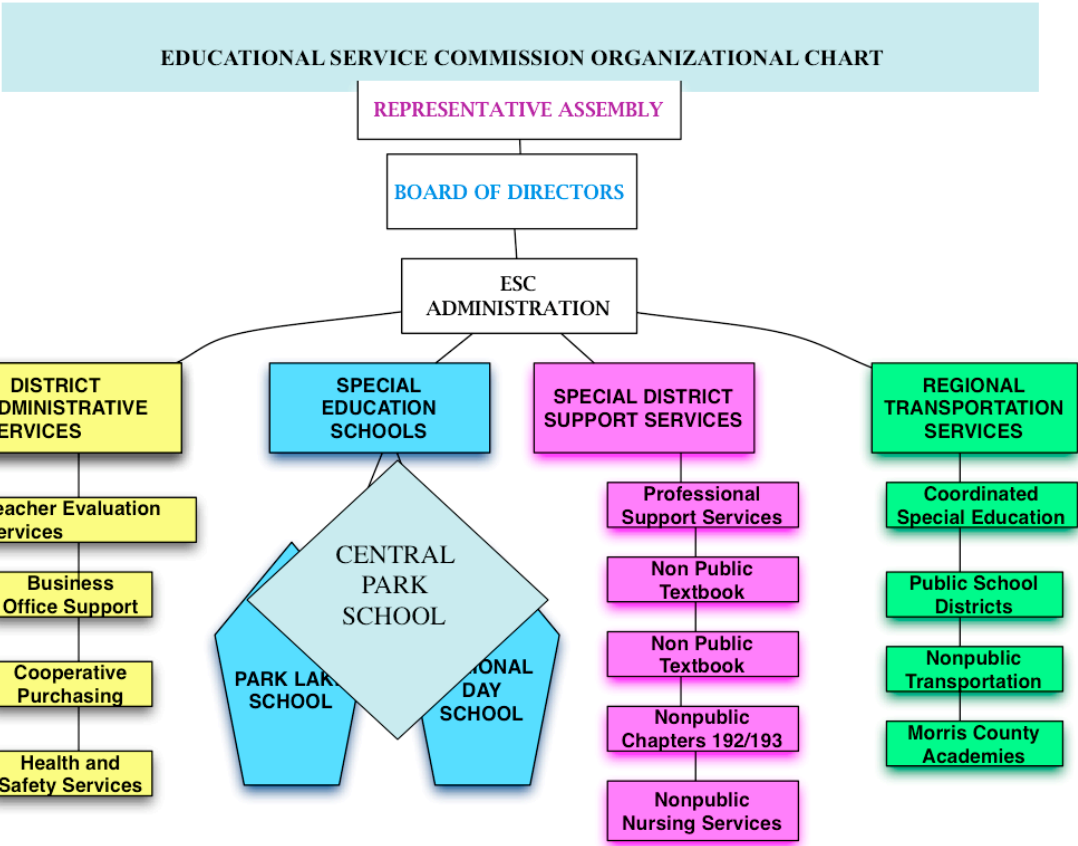 EDUCATIONAL SERVICE COMMISSION ORGANIZATIONAL CHART
REPRESENTATIVE ASSEMBLY
BOARD OF DIRECTORS
ESC
ADMINISTRATION
DISTRICT
DMINISTRATIVE
ERVICES
eacher Evaluation
ervices
Business
Office Support
Cooperative
Purchasing
Health and
Safety Services
SPECIAL
EDUCATION
SCHOOLS
CENTRAL
PARK
SCHOOL
PARK LAK
SCHOOL
IONAL
DAY
SCHOOL
SPECIAL DISTRICT
SUPPORT SERVICES
Professional
Support Services
Non Public
Textbook
Non Public
Textbook
Nonpublic
Chapters 192/193
Nonpublic
Nursing Services
REGIONAL
TRANSPORTATION
SERVICES
Coordinated
Special Education
Public School
Districts
Nonpublic
Transportation
Morris County
Academies